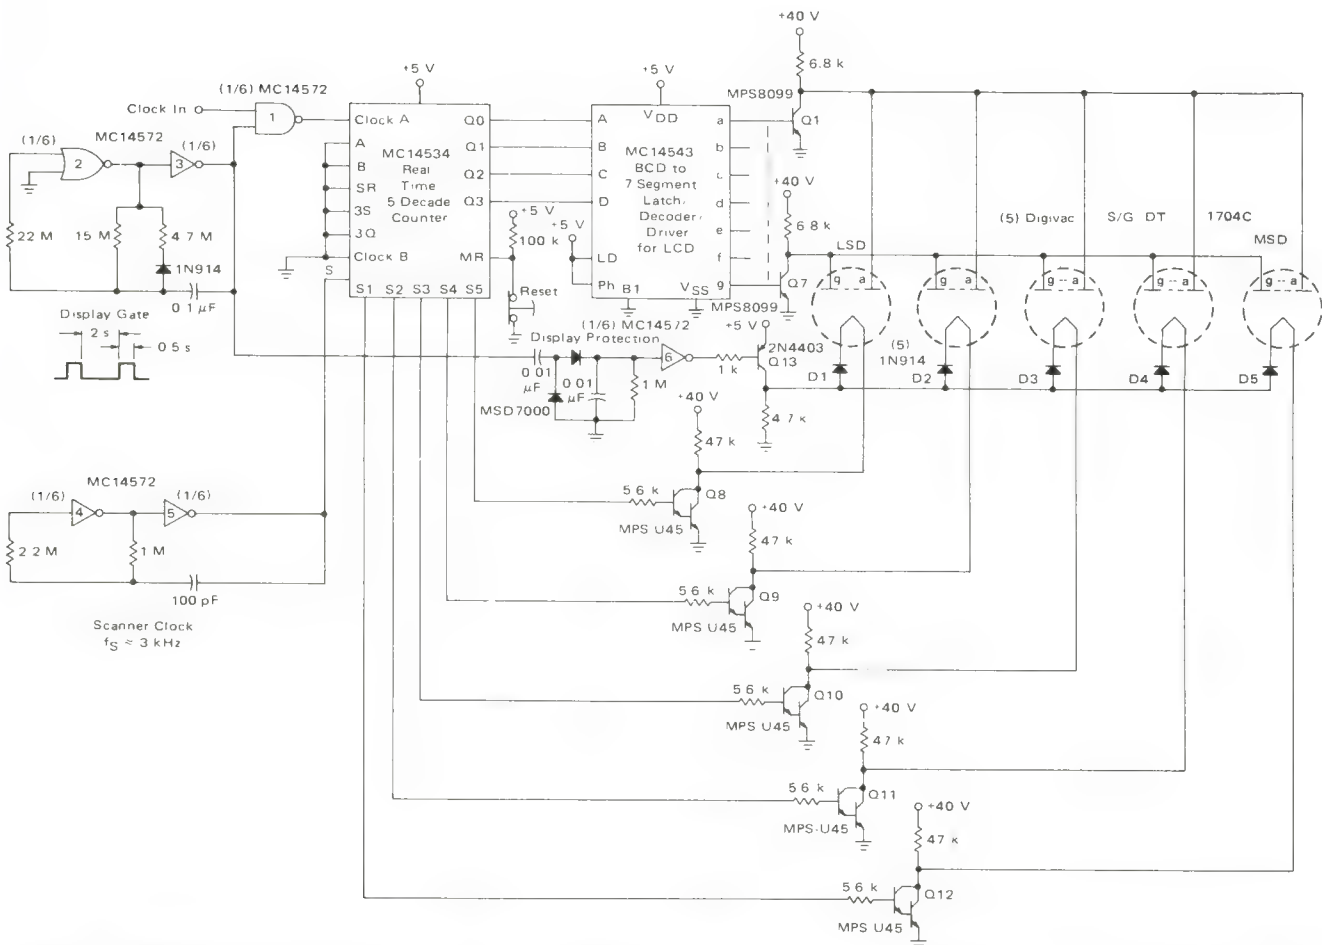 +40 V
6.8 k
MPS8099
Q1
+5 V
+5 V
(1/6) MC14572
Clock In
1
MC14572
(1/6)
2
(1/6)
3
22 M
15 M
4 7 M
1N914
0 1 µF
Display Gate
2 s
0 5 s
Clock A
A
B
SR
3S
3Q
Clock B
S
S1 S2 S3 S4 S5
MC14534
Real
Time
5 Decade
Counter
Q0
Q1
Q2
Q3
MR
+5 V
100 k
Reset
A
B
C
D
LD
Ph
B1
VDD
MC14543
BCD to
7 Segment
Latch/
Decoder/
Driver
for LCD
VSS
a
b
c
d
e
f
g
+5 V
+40 V
6 8 k
Q7
MPS8099
(5) Digivac S/G DT 1704C
LSD
MSD
g a
g a
g -- a
g -- a
g -- a
(5)
1N914
D1
D2
D3
D4
D5
(1/6) MC14572
Display Protection
0 01
µF
0 01
µF
MSD7000
1 M
6
1 k
+5 V
2N4403
Q13
4 7 k
MC14572
(1/6)
4
(1/6)
5
2 2 M
1 M
100 pF
Scanner Clock
fS ≈ 3 kHz
+40 V
47 k
5 6 k
Q8
MPS U45
+40 V
47 k
5 6 k
Q9
MPS U45
+40 V
47 k
5 6 k
Q10
MPS U45
+40 V
47 k
5 6 k
Q11
MPS-U45
+40 V
47 k
5 6 k
Q12
MPS U45